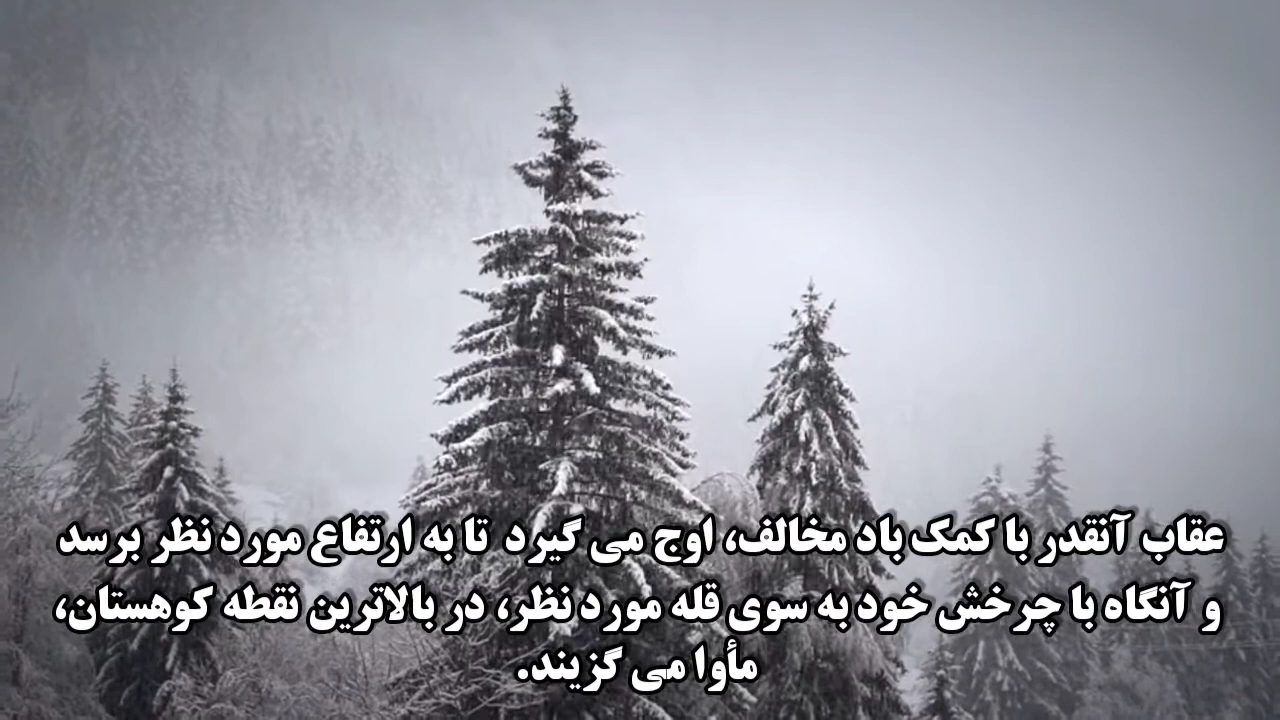 عقاب آنقدر با کمک باد مخالف، اوج می گیرد تا به ارتفاع مورد نظر برسد
و آنگاه با چرخش خود به سوی قله مورد نظر، در بالاترین نقطه کوهستان،
مأوا می گزیند.